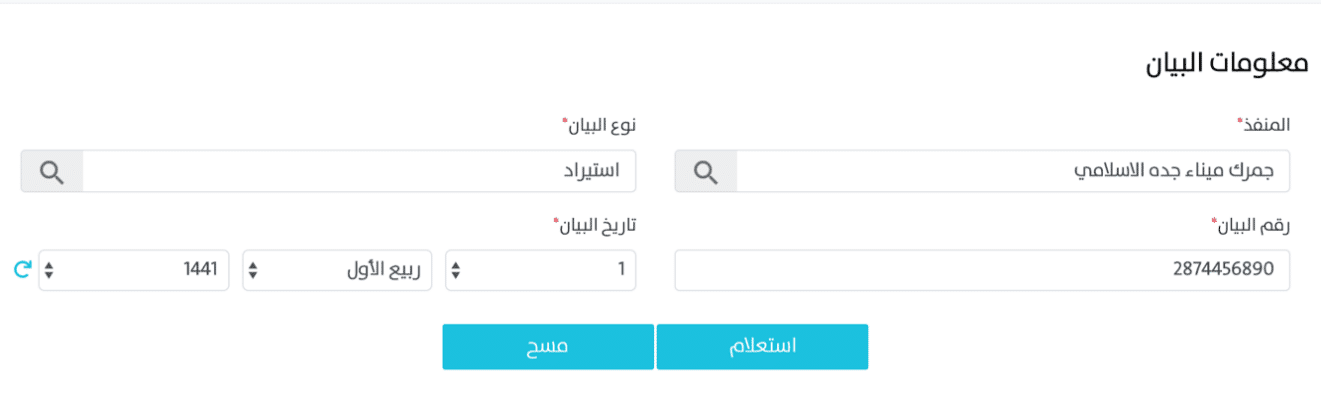 معلومات البيان
المنفذ*
نوع البيان*
جمرك ميناء جده الاسلامي
استيراد
رقم البيان*
تاريخ البيان*
2874456890
1
ربيع الأول
1441
استعلام
مسح